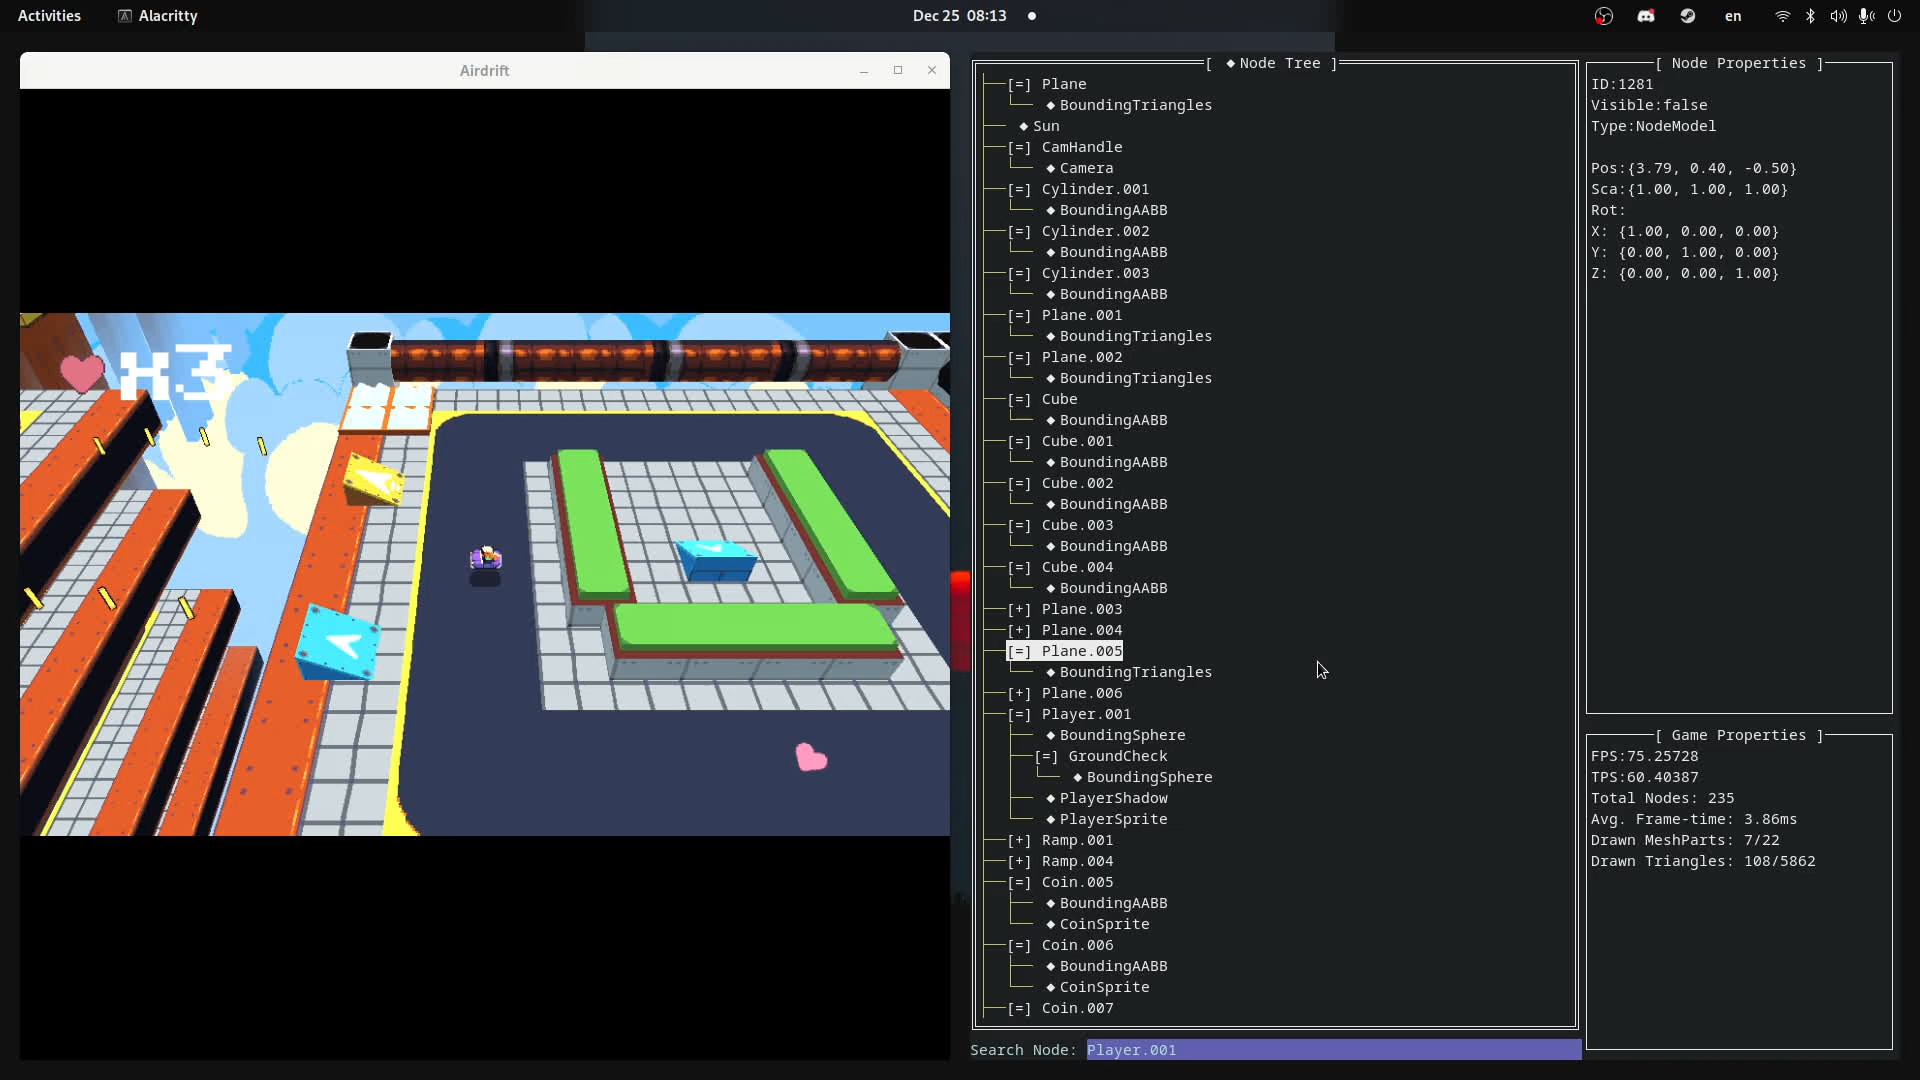 Activities
Alacritty
Dec 25 08:13
en
Airdrift
x3
[ ◆Node Tree ]
[=] Plane
◆BoundingTriangles
◆Sun
[=] CamHandle
◆Camera
[=] Cylinder.001
◆BoundingAABB
[=] Cylinder.002
◆BoundingAABB
[=] Cylinder.003
◆BoundingAABB
[=] Plane.001
◆BoundingTriangles
[=] Plane.002
◆BoundingTriangles
[=] Cube
◆BoundingAABB
[=] Cube.001
◆BoundingAABB
[=] Cube.002
◆BoundingAABB
[=] Cube.003
◆BoundingAABB
[=] Cube.004
◆BoundingAABB
[+] Plane.003
[+] Plane.004
[=] Plane.005
◆BoundingTriangles
[+] Plane.006
[=] Player.001
◆BoundingSphere
[=] GroundCheck
◆BoundingSphere
◆PlayerShadow
◆PlayerSprite
[+] Ramp.001
[+] Ramp.004
[=] Coin.005
◆BoundingAABB
◆CoinSprite
[=] Coin.006
◆BoundingAABB
◆CoinSprite
[=] Coin.007
Search Node: Player.001
[ Node Properties ]
ID:1281
Visible:false
Type:NodeModel
Pos:{3.79, 0.40, -0.50}
Sca:{1.00, 1.00, 1.00}
Rot:
X: {1.00, 0.00, 0.00}
Y: {0.00, 1.00, 0.00}
Z: {0.00, 0.00, 1.00}
[ Game Properties ]
FPS:75.25728
TPS:60.40387
Total Nodes: 235
Avg. Frame-time: 3.86ms
Drawn MeshParts: 7/22
Drawn Triangles: 108/5862